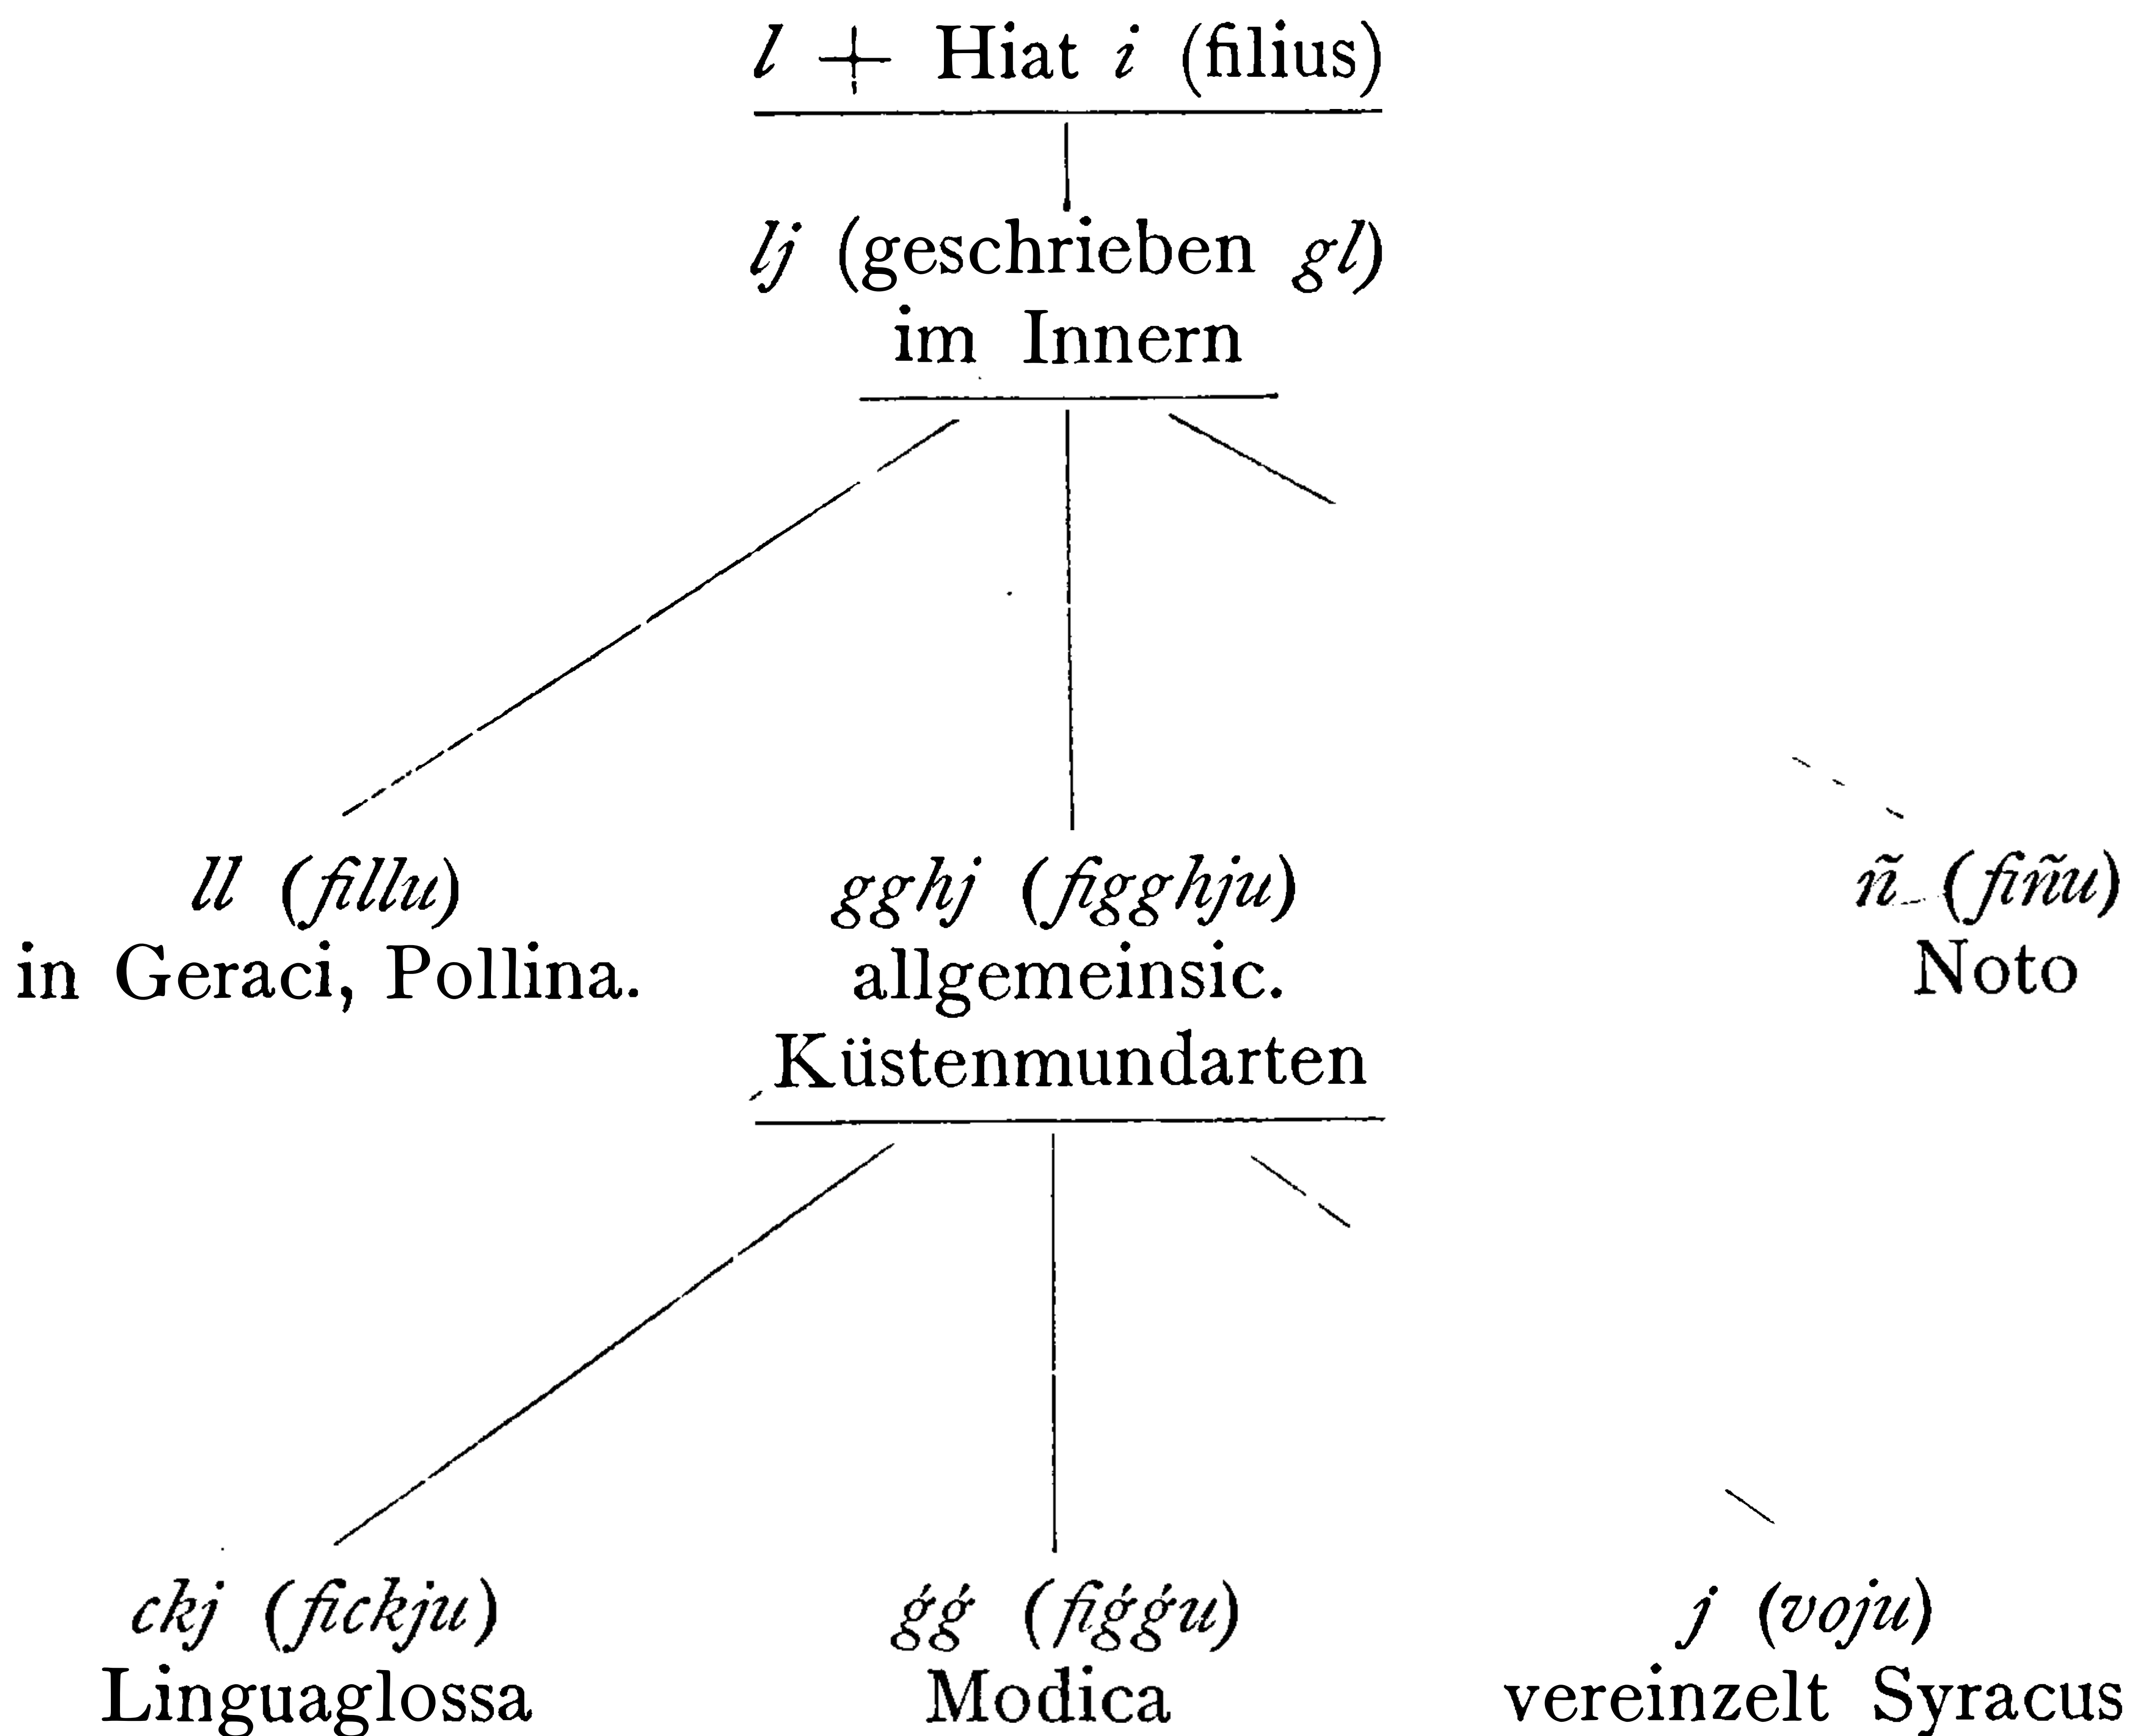 l + Hiat i (filius)
lj (geschrieben gl)
im Innern
ll (fillu)
in Geraci, Pollina.
gghj (figghju)
allgemeinsic.
Küstenmundarten
ñ (fiñu)
Noto
ckj (fickju)
Linguaglossa
ǵǵ (fiǵǵu)
Modica
j (voju)
vereinzelt Syracus